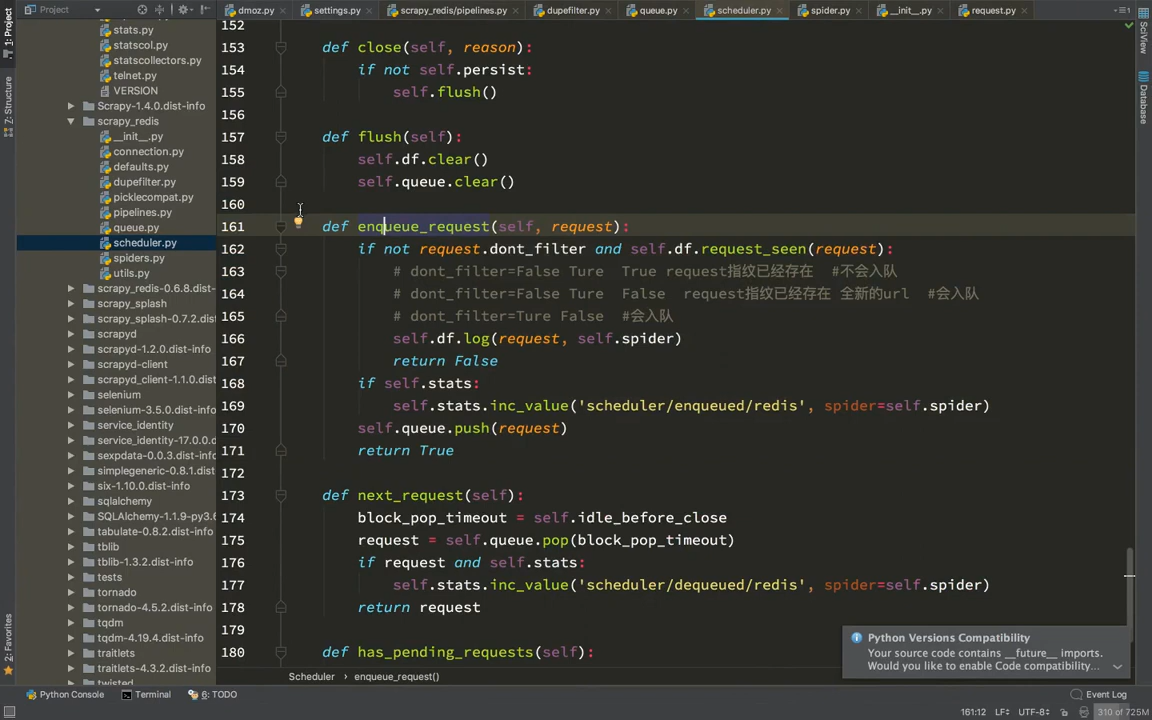 1: Project
Z: Structure
2: Favorites
Project
stats.py
statscol.py
statscollectors.py
telnet.py
VERSION
Scrapy-1.4.0.dist-info
scrapy_redis
__init__.py
connection.py
defaults.py
dupefilter.py
picklecompat.py
pipelines.py
queue.py
scheduler.py
spiders.py
utils.py
scrapy_redis-0.6.8.dist-
scrapy_splash
scrapy_splash-0.7.2.dist-
scrapyd
scrapyd-1.2.0.dist-info
scrapyd-client
scrapyd_client-1.1.0.dist
selenium
selenium-3.5.0.dist-info
service_identity
service_identity-17.0.0.d
sexpdata-0.0.3.dist-info
simplegeneric-0.8.1.dist
six-1.10.0.dist-info
sqlalchemy
SQLAlchemy-1.1.9-py3.6
tabulate-0.8.2.dist-info
tblib
tblib-1.3.2.dist-info
tests
tornado
tornado-4.5.2.dist-info
tqdm
tqdm-4.19.4.dist-info
traitlets
traitlets-4.3.2.dist-info
twisted
dmoz.py settings.py scrapy_redis/pipelines.py dupefilter.py queue.py scheduler.py spider.py __init__.py request.py
152
153 def close(self, reason):
154 if not self.persist:
155 self.flush()
156
157 def flush(self):
158 self.df.clear()
159 self.queue.clear()
160
161 def enqueue_request(self, request):
162 if not request.dont_filter and self.df.request_seen(request):
163 # dont_filter=False Ture True request指纹已经存在 #不会入队
164 # dont_filter=False Ture False request指纹已经存在 全新的url #会入队
165 # dont_filter=Ture False #会入队
166 self.df.log(request, self.spider)
167 return False
168 if self.stats:
169 self.stats.inc_value('scheduler/enqueued/redis', spider=self.spider)
170 self.queue.push(request)
171 return True
172
173 def next_request(self):
174 block_pop_timeout = self.idle_before_close
175 request = self.queue.pop(block_pop_timeout)
176 if request and self.stats:
177 self.stats.inc_value('scheduler/dequeued/redis', spider=self.spider)
178 return request
179
180 def has_pending_requests(self):
SciView
Database
Python Versions Compatibility
Your source code contains __future__ imports.
Would you like to enable Code compatibility...
Scheduler enqueue_request()
Python Console Terminal 6: TODO Event Log
161:12 LF UTF-8 310 of 725M